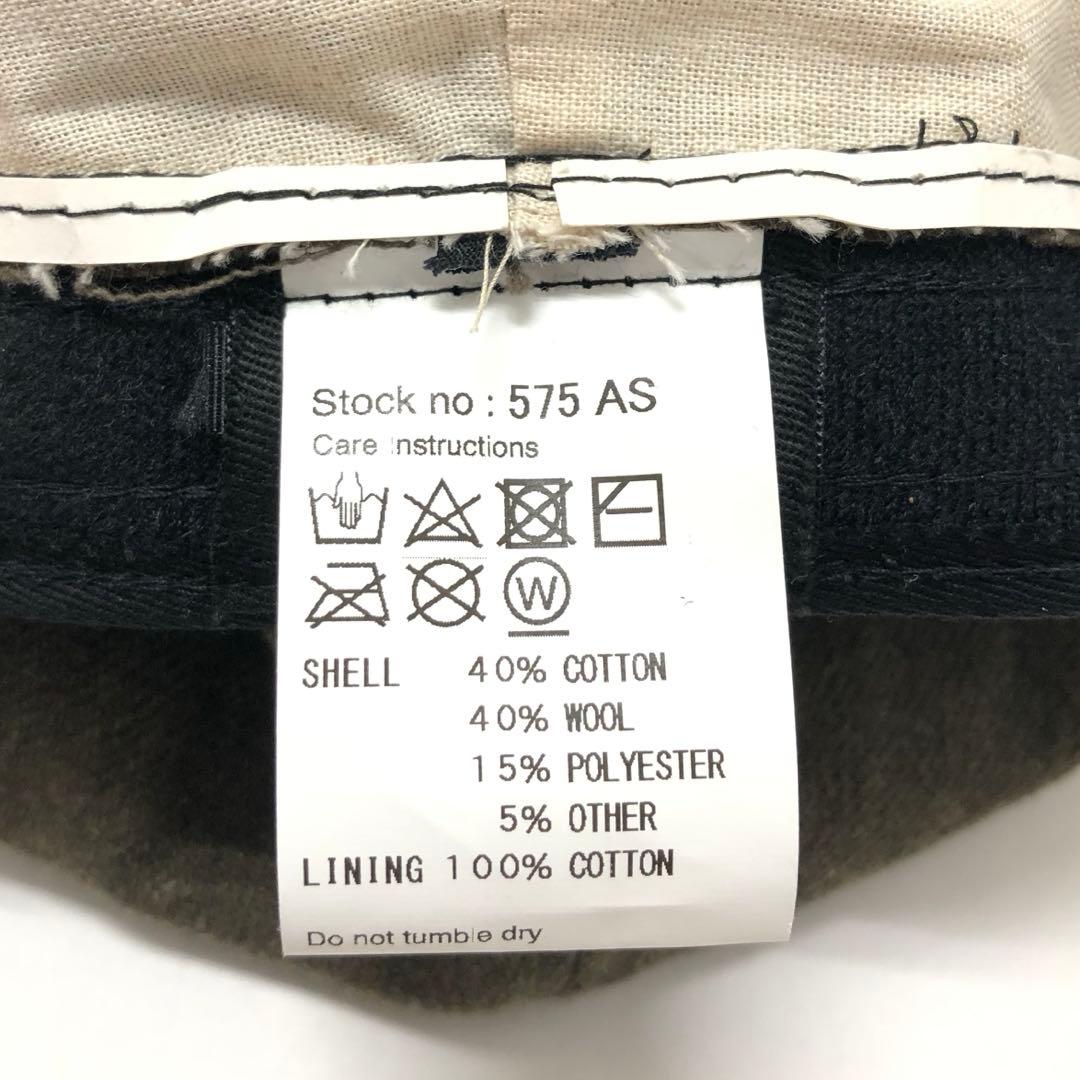 Stock no : 575 AS
Care Instructions
W
SHELL 40% COTTON
40% WOOL
15% POLYESTER
5% OTHER
LINING 100% COTTON
Do not tumble dry